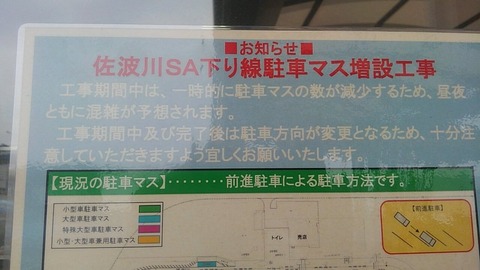 ■お知らせ■
佐波川SA下り線駐車マス増設工事
工事期間中は、一時的に駐車マスの数が減少するため、昼夜
ともに混雑が予想されます。
工事期間中及び完了後は駐車方向が変更となるため、十分注
意していただきますよう宜しくお願いいたします。
【現況の駐車マス】・・・・・・・・前進駐車による駐車方法です。
小型車駐車マス
大型車駐車マス
特殊大型車駐車マス
小型・大型車兼用駐車マス
トイレ
売店
【前進駐車】